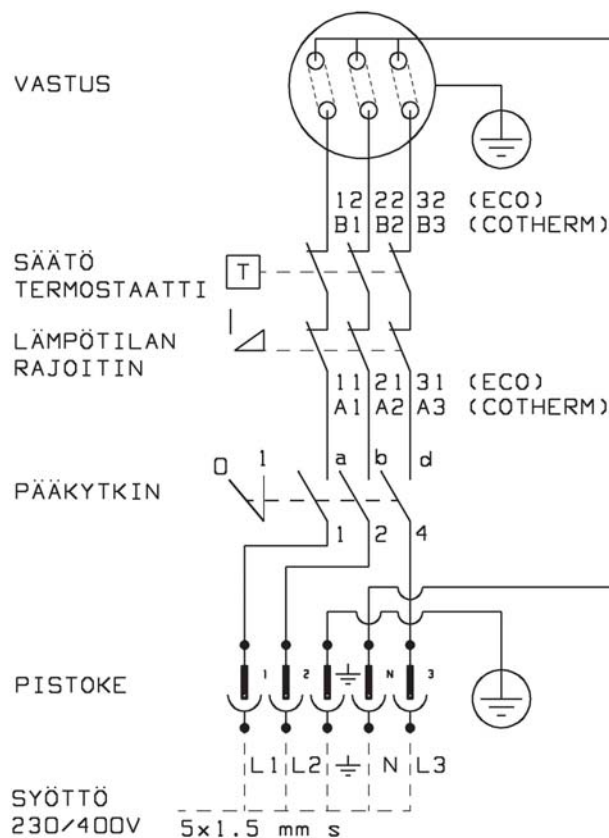 VASTUS
12 22 32 (ECO)
B1 B2 B3 (COTHERM)
SÄÄTÖ
TERMOSTAATTI
T
LÄMPÖTILAN
RAJOITIN
11 21 31 (ECO)
A1 A2 A3 (COTHERM)
0 1 a b d
PÄÄKYTKIN
1 2 4
PISTOKE
1 2 N 3
L1 L2 N L3
SYÖTTÖ
230/400V 5x1.5 mm s